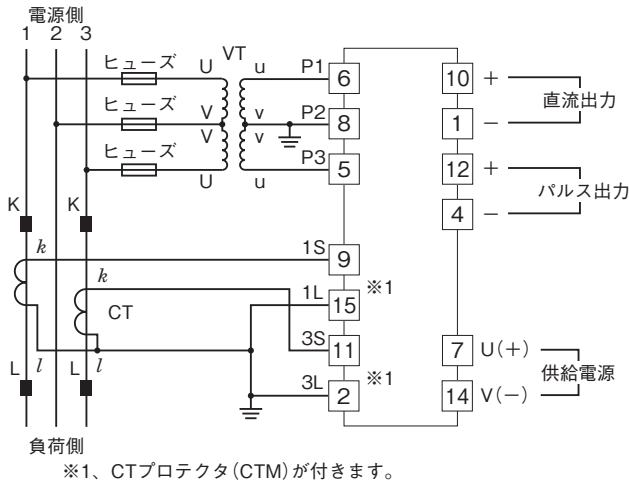 電源側
1 2 3
VT
ヒューズ U u P1 6 10 +
直流出力
ヒューズ V v P2 8 1 −
V v
ヒューズ U u P3 5 12 +
パルス出力
4 −
K K
k 1S 9
※1
k 1L 15
CT
3S 11 7 U(+)
※1
供給電源
L l L l 3L 2 14 V(−)
負荷側
※1、CTプロテクタ(CTM)が付きます。